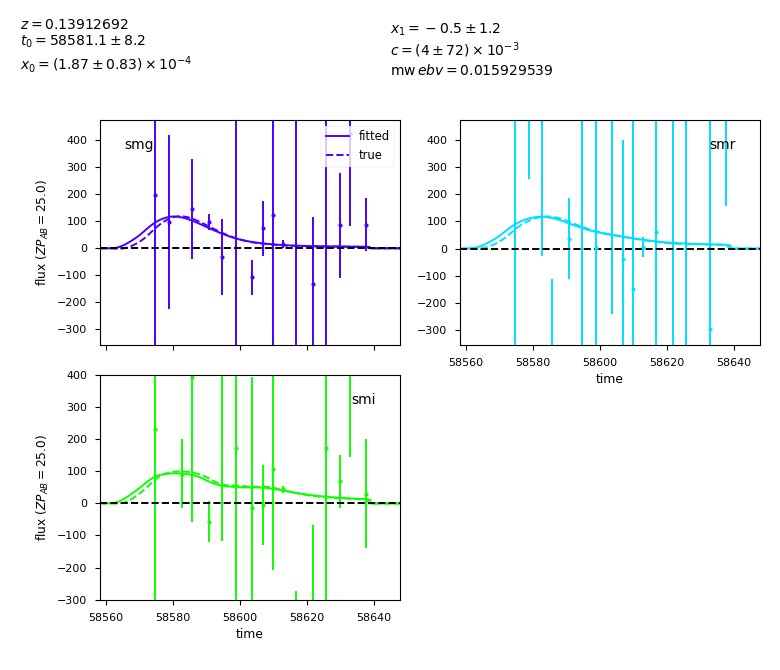 z = 0.13912692
t₀ = 58581.1 ± 8.2
x₀ = (1.87 ± 0.83) × 10⁻⁴
x₁ = −0.5 ± 1.2
c = (4 ± 72) × 10⁻³
mw ebv = 0.015929539
smg
fitted
true
400
300
200
100
0
−100
−200
−300
flux (ZP_AB = 25.0)
smr
400
300
200
100
0
−100
−200
−300
58560 58580 58600 58620 58640
time
smi
400
300
200
100
0
−100
−200
−300
flux (ZP_AB = 25.0)
58560 58580 58600 58620 58640
time